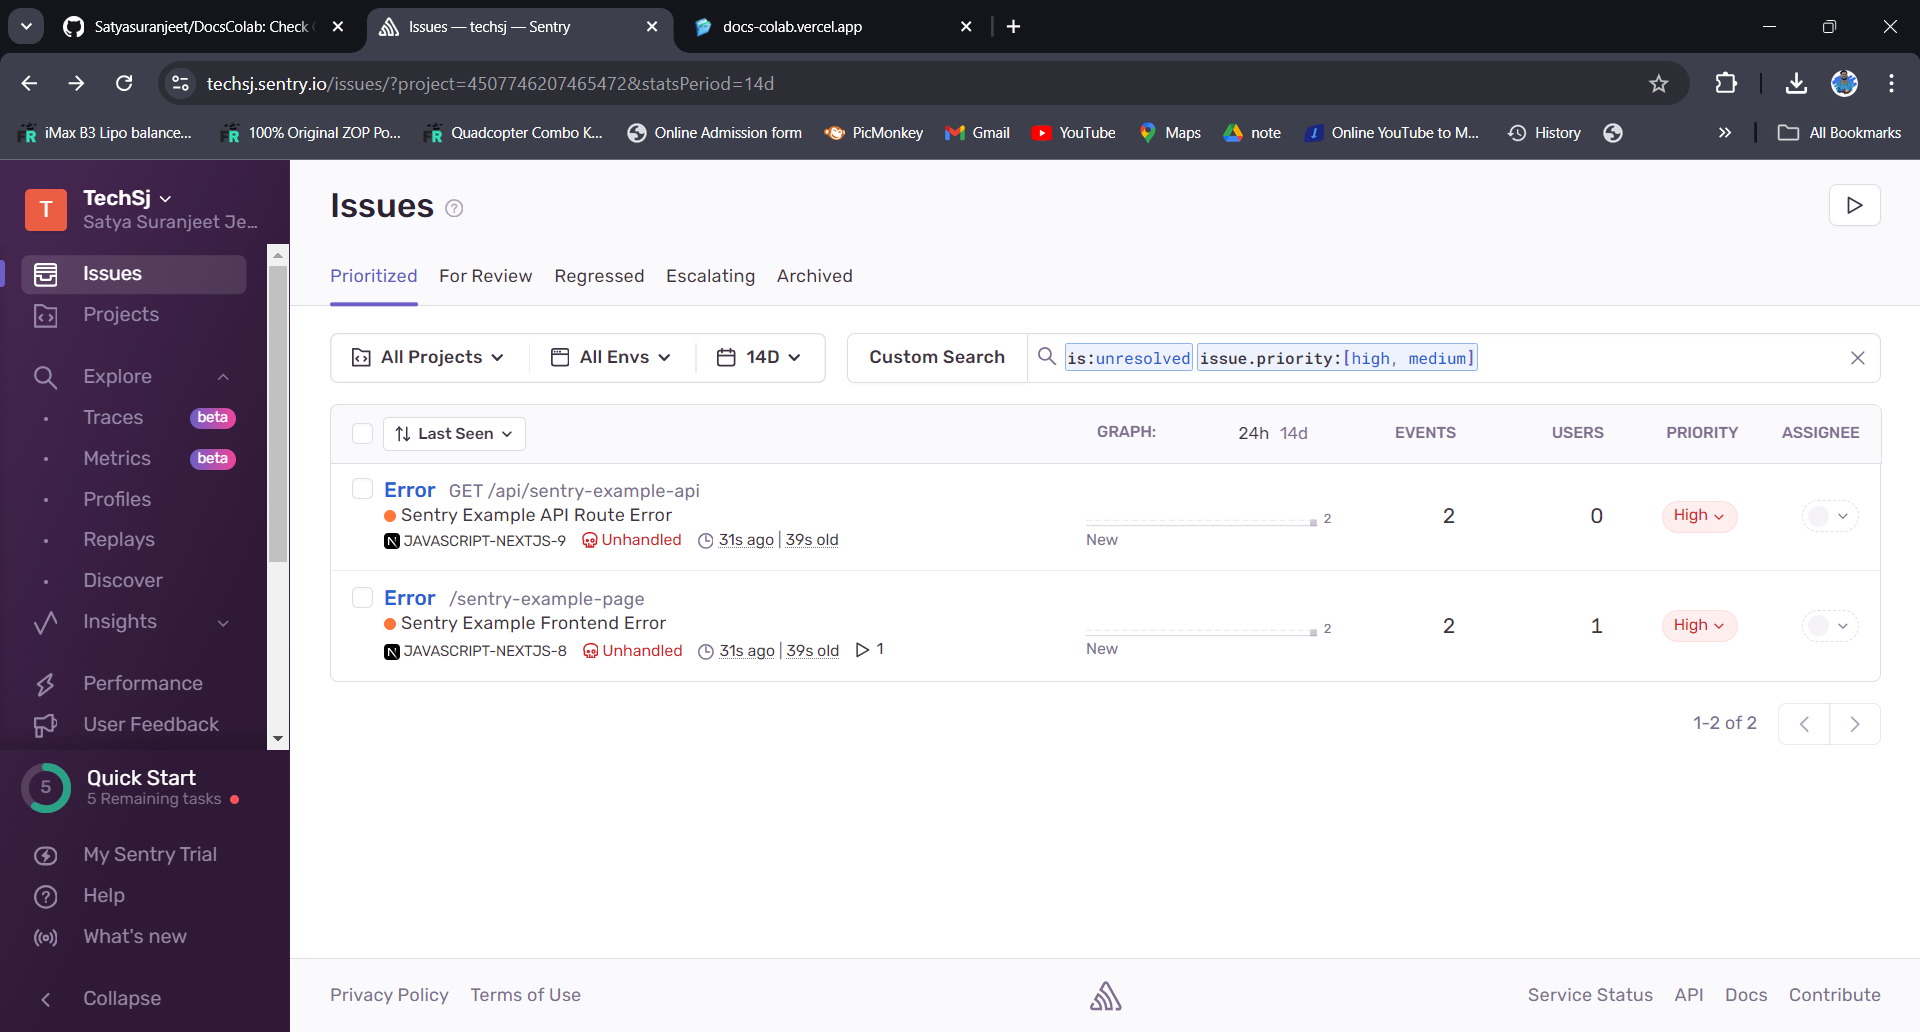 Satyasuranjeet/DocsColab: Check
Issues — techsj — Sentry
docs-colab.vercel.app
techsj.sentry.io/issues/?project=4507746207465472&statsPeriod=14d
iMax B3 Lipo balance...
100% Original ZOP Po...
Quadcopter Combo K...
Online Admission form
PicMonkey
Gmail
YouTube
Maps
note
Online YouTube to M...
History
All Bookmarks
T
TechSj
Satya Suranjeet Je...
Issues
Projects
Explore
Traces beta
Metrics beta
Profiles
Replays
Discover
Insights
Performance
User Feedback
5
Quick Start
5 Remaining tasks
My Sentry Trial
Help
What's new
Collapse
Issues
Prioritized For Review Regressed Escalating Archived
All Projects All Envs 14D Custom Search is:unresolved issue.priority:[high, medium]
Last Seen GRAPH: 24h 14d EVENTS USERS PRIORITY ASSIGNEE
Error GET /api/sentry-example-api
Sentry Example API Route Error
JAVASCRIPT-NEXTJS-9 Unhandled 31s ago | 39s old
2
New
2 0 High
Error /sentry-example-page
Sentry Example Frontend Error
JAVASCRIPT-NEXTJS-8 Unhandled 31s ago | 39s old 1
2
New
2 1 High
1-2 of 2
Privacy Policy Terms of Use Service Status API Docs Contribute